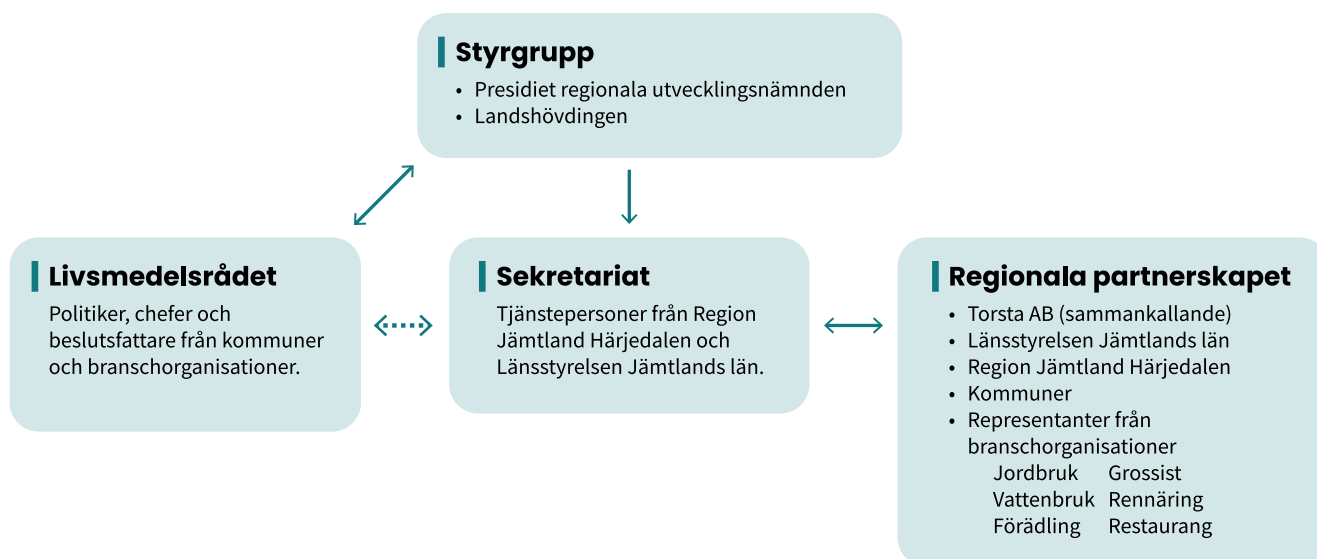 Styrgrupp
• Presidiet regionala utvecklingsnämnden
• Landshövdingen
Livsmedelsrådet
Politiker, chefer och
beslutsfattare från kommuner
och branschorganisationer.
Sekretariat
Tjänstepersoner från Region
Jämtland Härjedalen och
Länsstyrelsen Jämtlands län.
Regionala partnerskapet
• Torsta AB (sammankallande)
• Länsstyrelsen Jämtlands län
• Region Jämtland Härjedalen
• Kommuner
• Representanter från
branschorganisationer
Jordbruk Grossist
Vattenbruk Rennäring
Förädling Restaurang